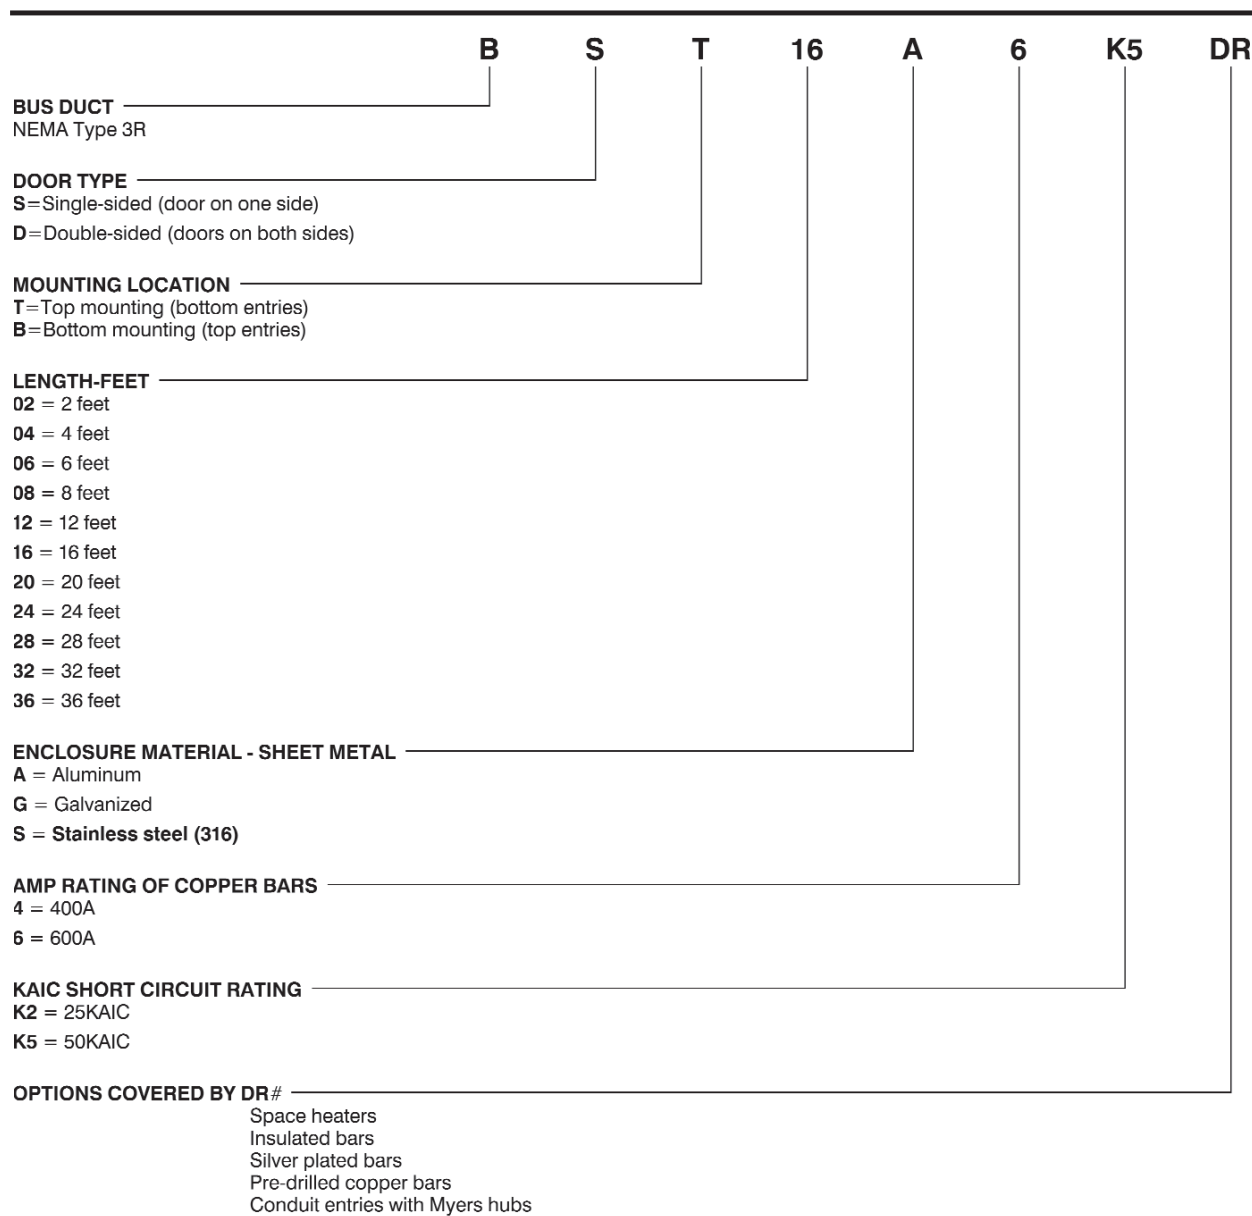 B S T 16 A 6 K5 DR
BUS DUCT
NEMA Type 3R
DOOR TYPE
S=Single-sided (door on one side)
D=Double-sided (doors on both sides)
MOUNTING LOCATION
T=Top mounting (bottom entries)
B=Bottom mounting (top entries)
LENGTH-FEET
02 = 2 feet
04 = 4 feet
06 = 6 feet
08 = 8 feet
12 = 12 feet
16 = 16 feet
20 = 20 feet
24 = 24 feet
28 = 28 feet
32 = 32 feet
36 = 36 feet
ENCLOSURE MATERIAL - SHEET METAL
A = Aluminum
G = Galvanized
S = Stainless steel (316)
AMP RATING OF COPPER BARS
4 = 400A
6 = 600A
KAIC SHORT CIRCUIT RATING
K2 = 25KAIC
K5 = 50KAIC
OPTIONS COVERED BY DR#
Space heaters
Insulated bars
Silver plated bars
Pre-drilled copper bars
Conduit entries with Myers hubs